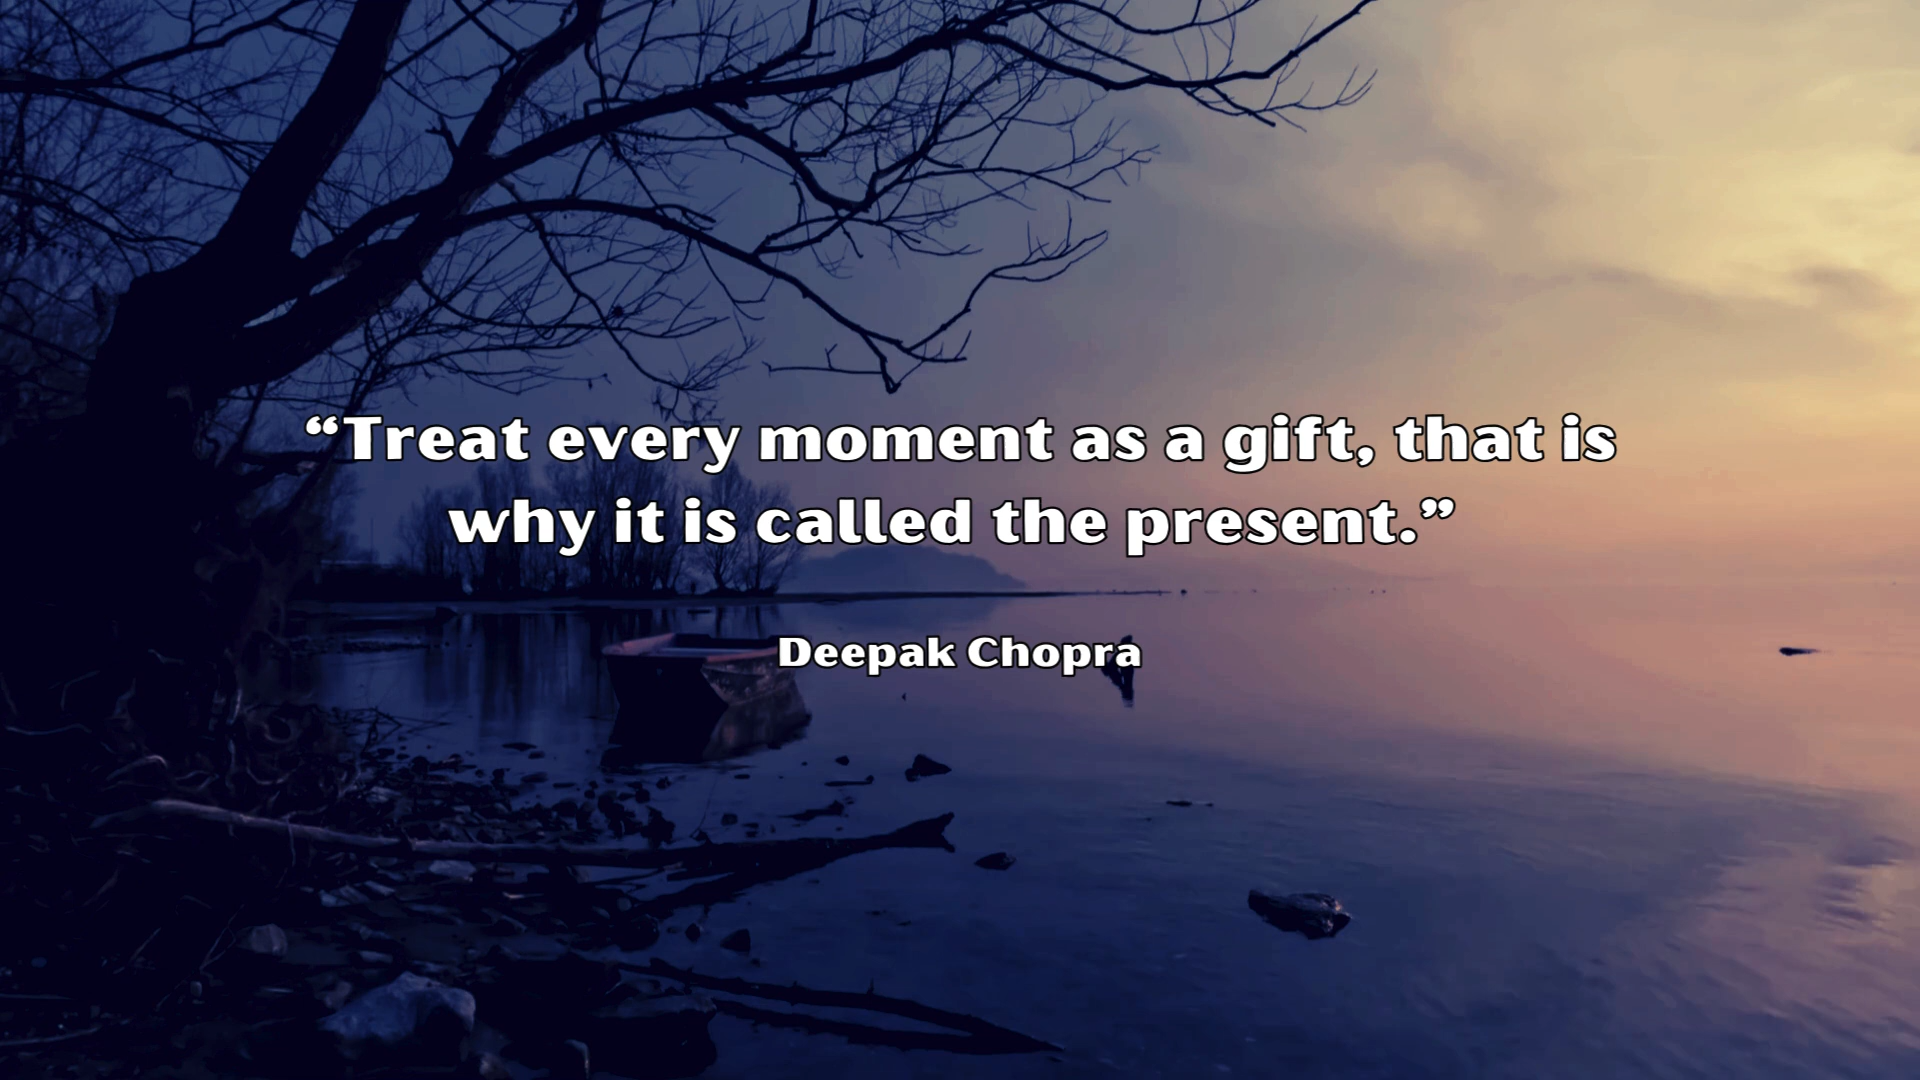 “Treat every moment as a gift, that is
why it is called the present.”
Deepak Chopra